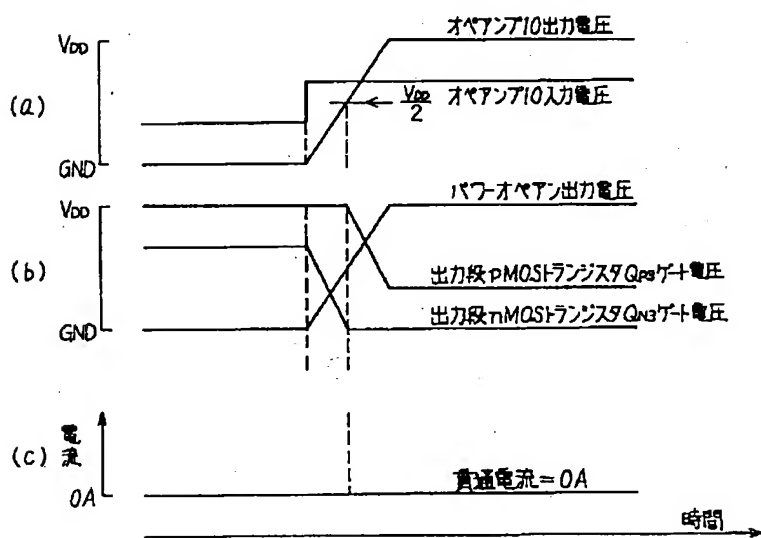 オペアンプ10出力電圧
VDD
(a)
VDD/2 オペアンプ10入力電圧
GND
VDD
パワーオペアン出力電圧
(b)
出力段pMOSトランジスタQP3ゲート電圧
出力段nMOSトランジスタQN3ゲート電圧
GND
電流
(c)
貫通電流=0A
0A
時間